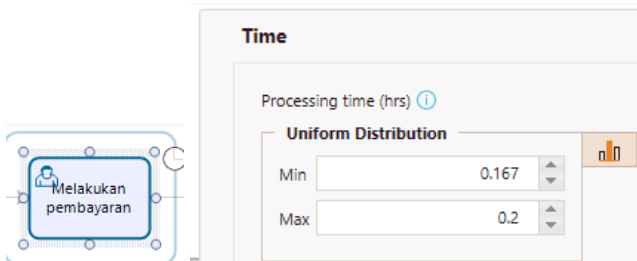 Time
Processing time (hrs)
Uniform Distribution
Min 0.167
Max 0.2
Melakukan
pembayaran